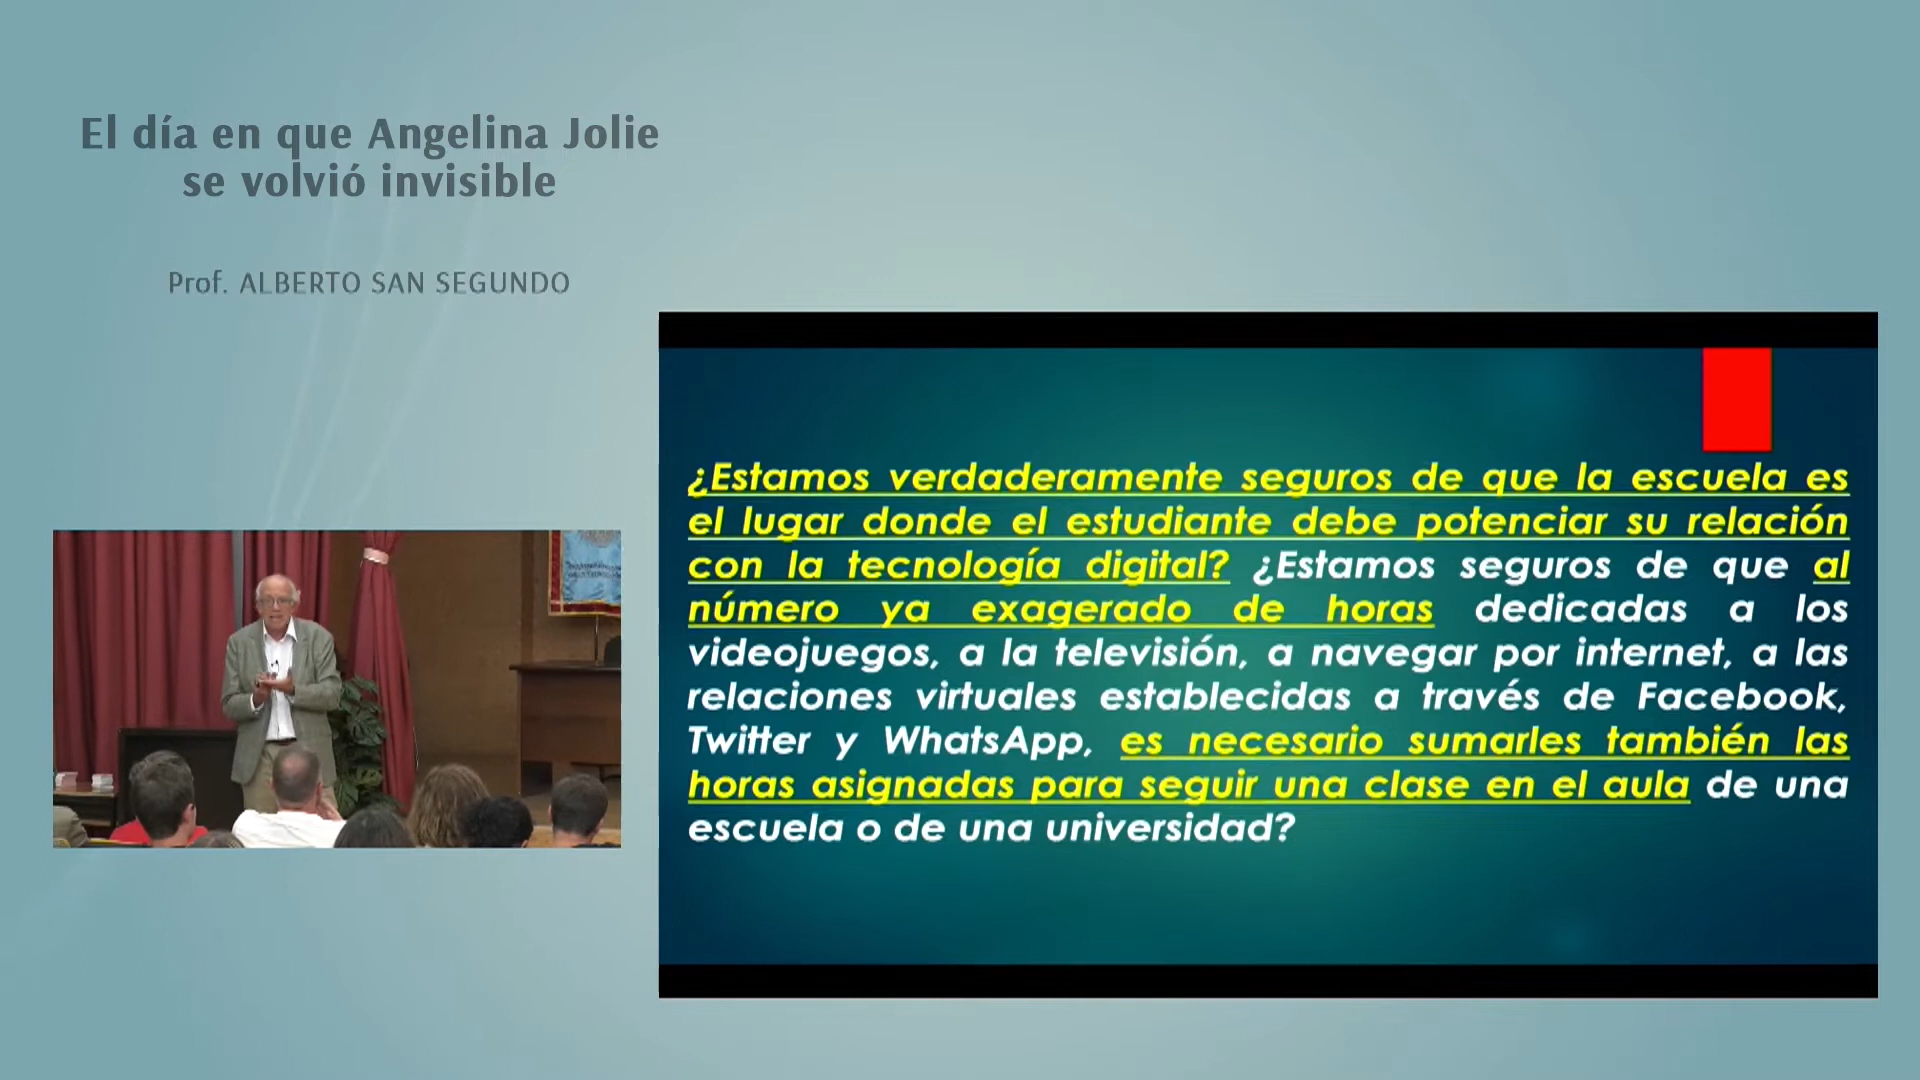 El día en que Angelina Jolie
se volvió invisible
Prof. ALBERTO SAN SEGUNDO
¿Estamos verdaderamente seguros de que la escuela es
el lugar donde el estudiante debe potenciar su relación
con la tecnología digital? ¿Estamos seguros de que al
número ya exagerado de horas dedicadas a los
videojuegos, a la televisión, a navegar por internet, a las
relaciones virtuales establecidas a través de Facebook,
Twitter y WhatsApp, es necesario sumarles también las
horas asignadas para seguir una clase en el aula de una
escuela o de una universidad?